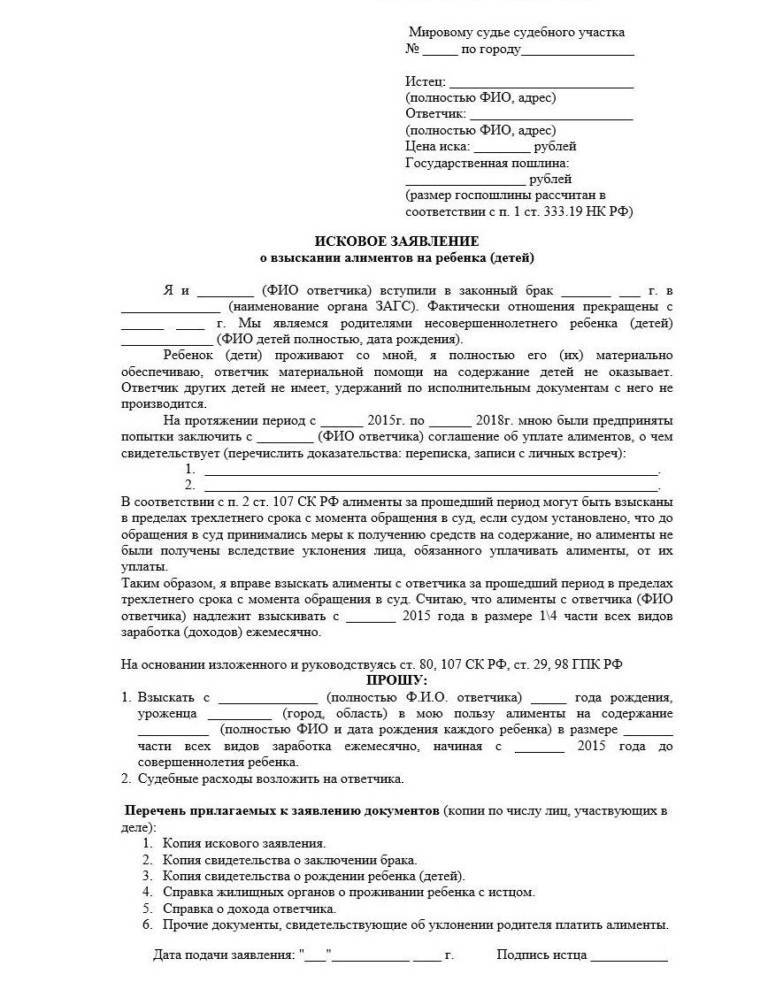 Мировому судье судебного участка
№ _____ по городу________________
Истец: __________________________
(полностью ФИО, адрес)
Ответчик: _______________________
(полностью ФИО, адрес)
Цена иска: ________ рублей
Государственная пошлина:
_________________ рублей
(размер госпошлины рассчитан в
соответствии с п. 1 ст. 333.19 НК РФ)
ИСКОВОЕ ЗАЯВЛЕНИЕ
о взыскании алиментов на ребенка (детей)
Я и ________ (ФИО ответчика) вступили в законный брак _______ ___ г. в
______________ (наименование органа ЗАГС). Фактически отношения прекращены с
______ ____ г. Мы являемся родителями несовершеннолетнего ребенка (детей)
_____________ (ФИО детей полностью, дата рождения).
Ребенок (дети) проживают со мной, я полностью его (их) материально
обеспечиваю, ответчик материальной помощи на содержание детей не оказывает.
Ответчик других детей не имеет, удержаний по исполнительным документам с него не
производится.
На протяжении период с ______ 2015г. по ______ 2018г. мною были предприняты
попытки заключить с ________ (ФИО ответчика) соглашение об уплате алиментов, о чем
свидетельствует (перечислить доказательства: переписка, записи с личных встреч):
1. ________________________________________________________________.
2. ________________________________________________________________.
В соответствии с п. 2 ст. 107 СК РФ алименты за прошедший период могут быть взысканы
в пределах трехлетнего срока с момента обращения в суд, если судом установлено, что до
обращения в суд принимались меры к получению средств на содержание, но алименты не
были получены вследствие уклонения лица, обязанного уплачивать алименты, от их
уплаты.
Таким образом, я вправе взыскать алименты с ответчика за прошедший период в пределах
трехлетнего срока с момента обращения в суд. Считаю, что алименты с ответчика (ФИО
ответчика) надлежит взыскивать с _______ 2015 года в размере 1\4 части всех видов
заработка (доходов) ежемесячно.
На основании изложенного и руководствуясь ст. 80, 107 СК РФ, ст. 29, 98 ГПК РФ
ПРОШУ:
1. Взыскать с ______________ (полностью Ф.И.О. ответчика) _____ года рождения,
уроженца _________ (город, область) в мою пользу алименты на содержание
__________ (полностью ФИО и дата рождения каждого ребенка) в размере _______
части всех видов заработка ежемесячно, начиная с _______ 2015 года до
совершеннолетия ребенка.
2. Судебные расходы возложить на ответчика.
Перечень прилагаемых к заявлению документов (копии по числу лиц, участвующих в
деле):
1. Копия искового заявления.
2. Копия свидетельства о заключении брака.
3. Копия свидетельства о рождении ребенка (детей).
4. Справка жилищных органов о проживании ребенка с истцом.
5. Справка о дохода ответчика.
6. Прочие документы, свидетельствующие об уклонении родителя платить алименты.
Дата подачи заявления: "___"___________ ____ г. Подпись истца ___________